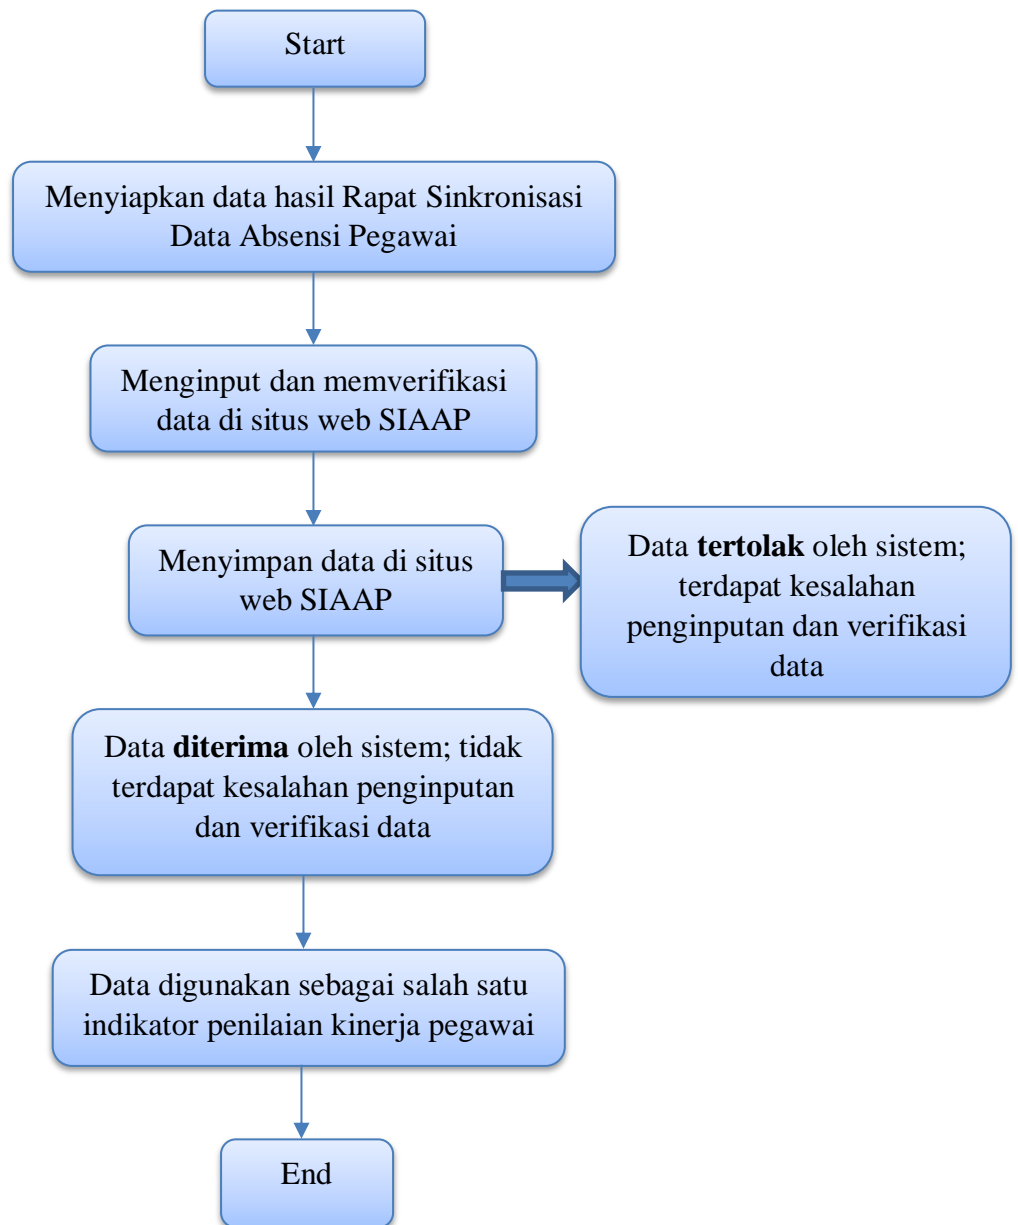 Start
Menyiapkan data hasil Rapat Sinkronisasi
Data Absensi Pegawai
Menginput dan memverifikasi
data di situs web SIAAP
Menyimpan data di situs
web SIAAP
Data tertolak oleh sistem;
terdapat kesalahan
penginputan dan verifikasi
data
Data diterima oleh sistem; tidak
terdapat kesalahan penginputan
dan verifikasi data
Data digunakan sebagai salah satu
indikator penilaian kinerja pegawai
End